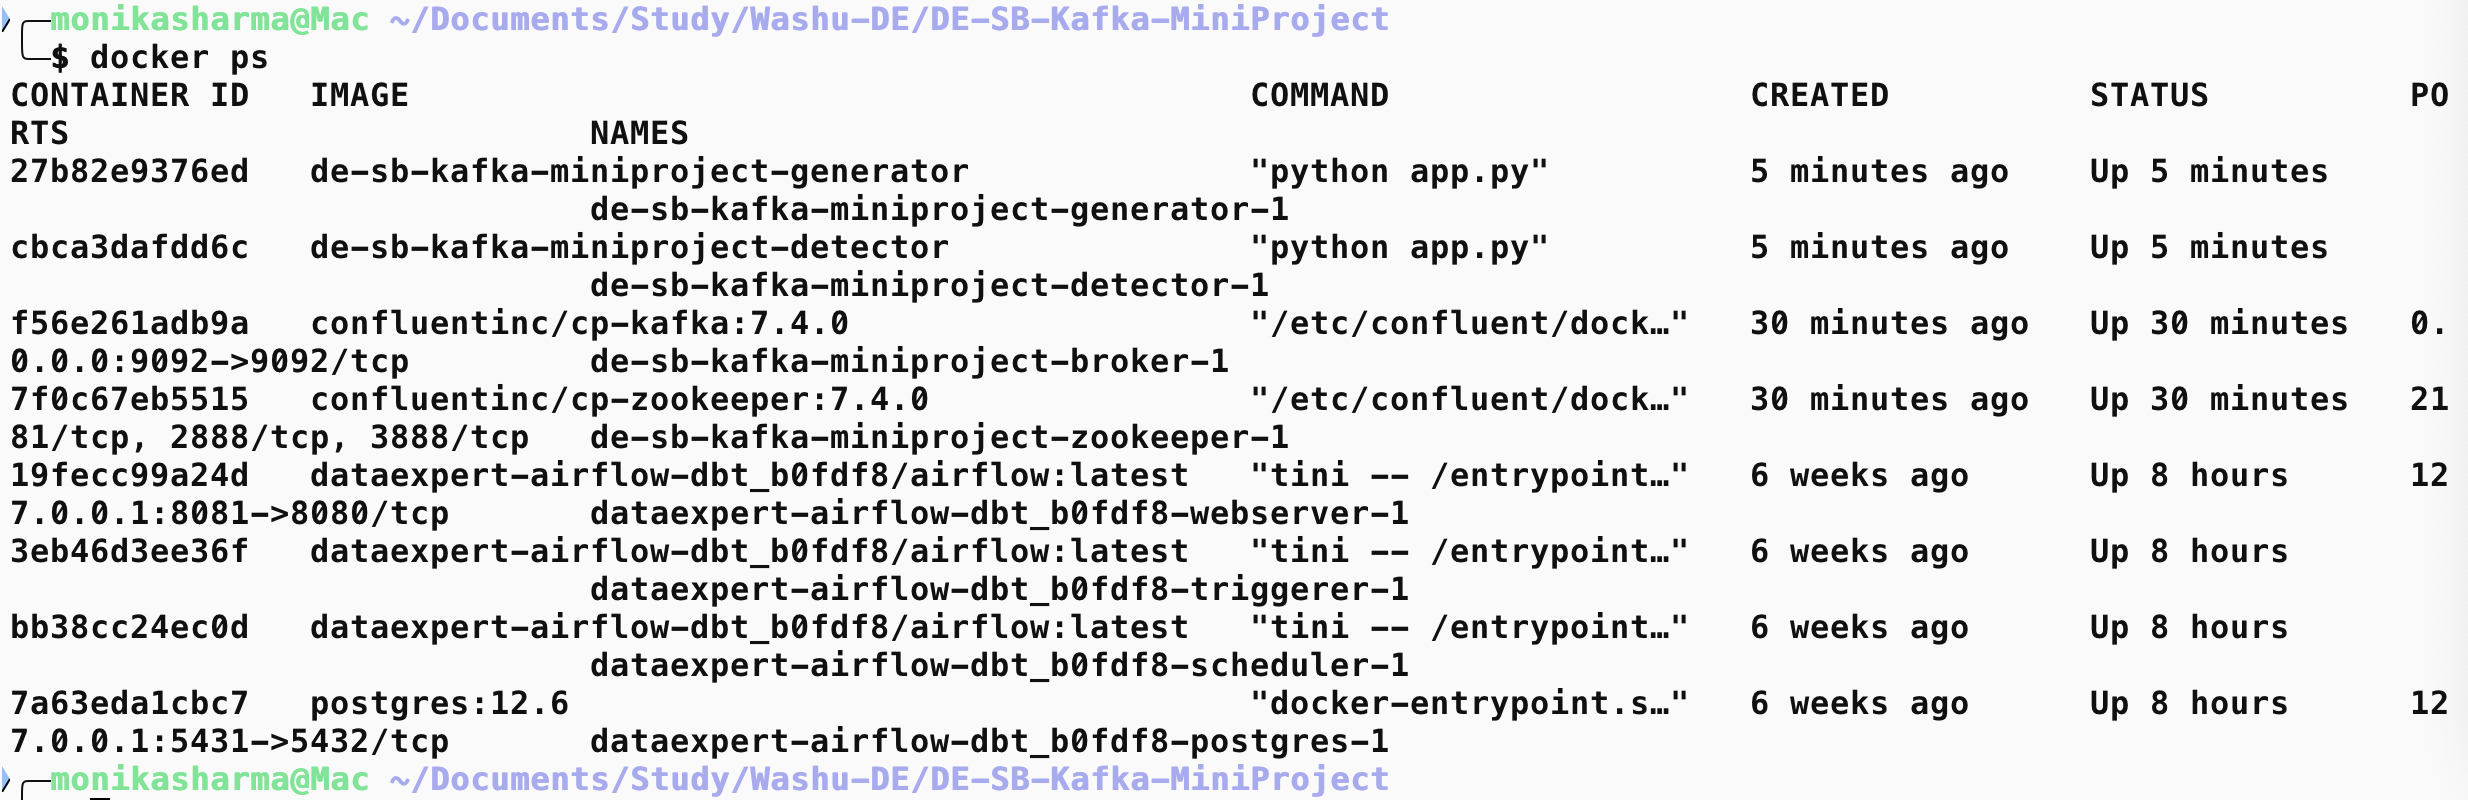 monikasharma@Mac ~/Documents/Study/Washu-DE/DE-SB-Kafka-MiniProject
$ docker ps
CONTAINER ID   IMAGE                                          COMMAND                  CREATED          STATUS          PO
RTS                          NAMES
27b82e9376ed   de-sb-kafka-miniproject-generator              "python app.py"          5 minutes ago    Up 5 minutes
                             de-sb-kafka-miniproject-generator-1
cbca3dafdd6c   de-sb-kafka-miniproject-detector               "python app.py"          5 minutes ago    Up 5 minutes
                             de-sb-kafka-miniproject-detector-1
f56e261adb9a   confluentinc/cp-kafka:7.4.0                    "/etc/confluent/dock…"   30 minutes ago   Up 30 minutes   0.
0.0.0:9092->9092/tcp         de-sb-kafka-miniproject-broker-1
7f0c67eb5515   confluentinc/cp-zookeeper:7.4.0                "/etc/confluent/dock…"   30 minutes ago   Up 30 minutes   21
81/tcp, 2888/tcp, 3888/tcp   de-sb-kafka-miniproject-zookeeper-1
19fecc99a24d   dataexpert-airflow-dbt_b0fdf8/airflow:latest   "tini -- /entrypoint…"   6 weeks ago      Up 8 hours      12
7.0.0.1:8081->8080/tcp       dataexpert-airflow-dbt_b0fdf8-webserver-1
3eb46d3ee36f   dataexpert-airflow-dbt_b0fdf8/airflow:latest   "tini -- /entrypoint…"   6 weeks ago      Up 8 hours
                             dataexpert-airflow-dbt_b0fdf8-triggerer-1
bb38cc24ec0d   dataexpert-airflow-dbt_b0fdf8/airflow:latest   "tini -- /entrypoint…"   6 weeks ago      Up 8 hours
                             dataexpert-airflow-dbt_b0fdf8-scheduler-1
7a63eda1cbc7   postgres:12.6                                  "docker-entrypoint.s…"   6 weeks ago      Up 8 hours      12
7.0.0.1:5431->5432/tcp       dataexpert-airflow-dbt_b0fdf8-postgres-1
monikasharma@Mac ~/Documents/Study/Washu-DE/DE-SB-Kafka-MiniProject